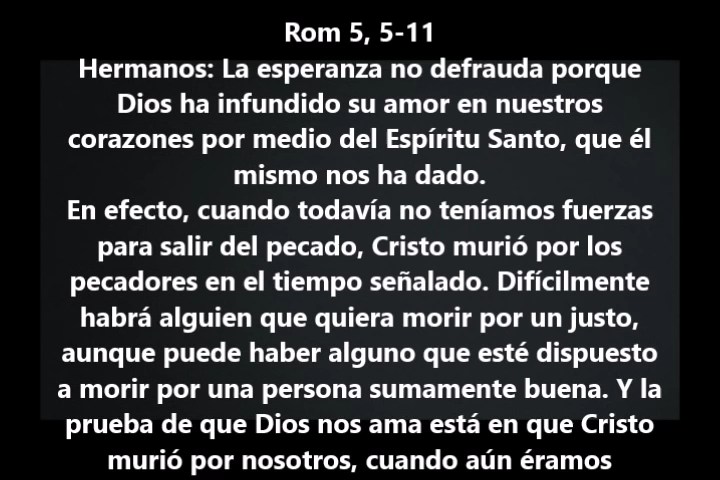 Rom 5, 5-11
Hermanos: La esperanza no defrauda porque
Dios ha infundido su amor en nuestros
corazones por medio del Espíritu Santo, que él
mismo nos ha dado.
En efecto, cuando todavía no teníamos fuerzas
para salir del pecado, Cristo murió por los
pecadores en el tiempo señalado. Difícilmente
habrá alguien que quiera morir por un justo,
aunque puede haber alguno que esté dispuesto
a morir por una persona sumamente buena. Y la
prueba de que Dios nos ama está en que Cristo
murió por nosotros, cuando aún éramos